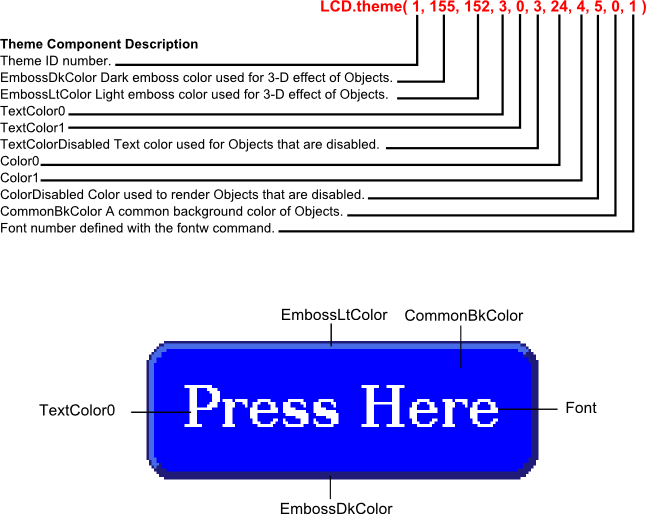 LCD.theme( 1, 155, 152, 3, 0, 3, 24, 4, 5, 0, 1 )
Theme Component Description
Theme ID number.
EmbossDkColor Dark emboss color used for 3-D effect of Objects.
EmbossLtColor Light emboss color used for 3-D effect of Objects.
TextColor0
TextColor1
TextColorDisabled Text color used for Objects that are disabled.
Color0
Color1
ColorDisabled Color used to render Objects that are disabled.
CommonBkColor A common background color of Objects.
Font number defined with the fontw command.
EmbossLtColor CommonBkColor
Press Here
TextColor0
Font
EmbossDkColor